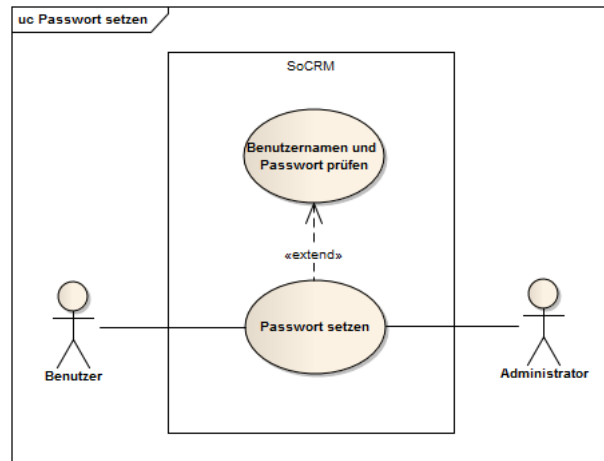 uc Passwort setzen
SoCRM
Benutzernamen und
Passwort prüfen
«extend»
Passwort setzen
Benutzer
Administrator